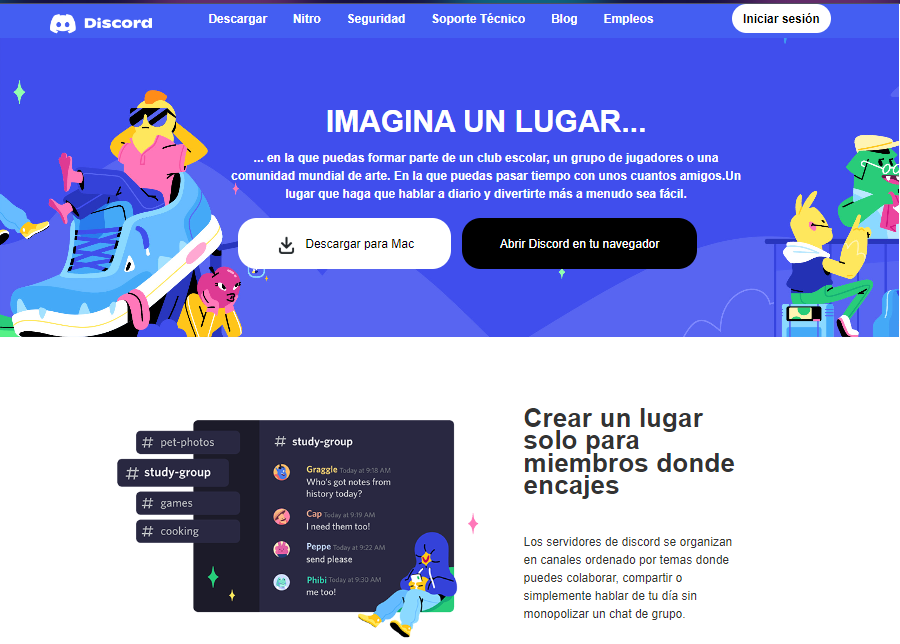 Discord Descargar Nitro Seguridad Soporte Técnico Blog Empleos Iniciar sesión
IMAGINA UN LUGAR...
... en la que puedas formar parte de un club escolar, un grupo de jugadores o una
comunidad mundial de arte. En la que puedas pasar tiempo con unos cuantos amigos.Un
lugar que haga que hablar a diario y divertirte más a menudo sea fácil.
Descargar para Mac
Abrir Discord en tu navegador
# pet-photos
# study-group
# games
# cooking
# study-group
Graggle Today at 9:18 AM
Who's got notes from
history today?
Cap Today at 9:19 AM
I need them too!
Peppe Today at 9:22 AM
send please
Phibi Today at 9:30 AM
me too!
Crear un lugar
solo para
miembros donde
encajes
Los servidores de discord se organizan
en canales ordenado por temas donde
puedes colaborar, compartir o
simplemente hablar de tu día sin
monopolizar un chat de grupo.